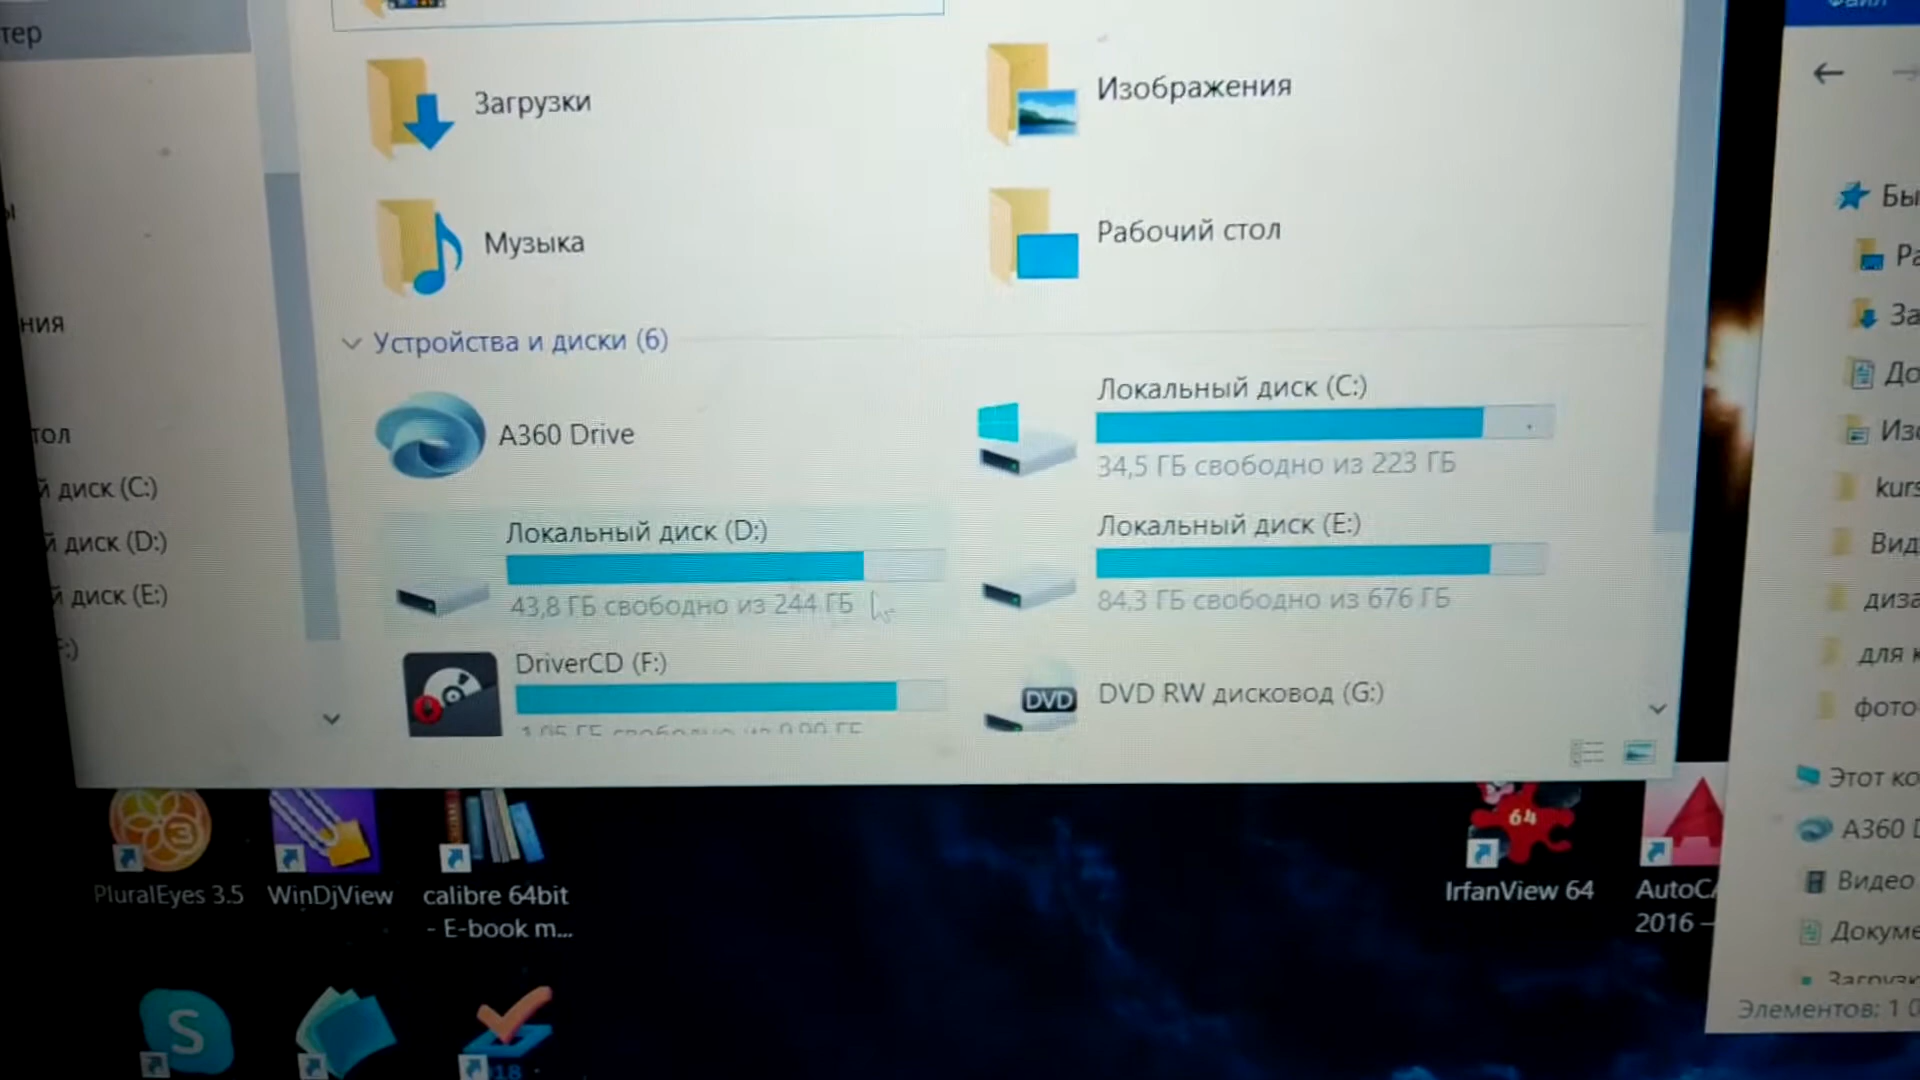 тер
Загрузки
Изображения
Музыка
Рабочий стол
ния
Устройства и диски (6)
тол
A360 Drive
Локальный диск (C:)
34,5 ГБ свободно из 223 ГБ
й диск (C:)
й диск (D:)
й диск (E:)
Локальный диск (D:)
43,8 ГБ свободно из 244 ГБ
Локальный диск (E:)
84,3 ГБ свободно из 676 ГБ
DriverCD (F:)
DVD
DVD RW дисковод (G:)
PluralEyes 3.5
WinDjView
calibre 64bit
- E-book m...
64
IrfanView 64
AutoCA
2016 –
S
Файл
Бы
Ра
За
До
Изо
kurs
Вид
диза
для к
фото-
Этот ко
A360 D
Видео
Докуме
Загрузк
Элементов: 1 0